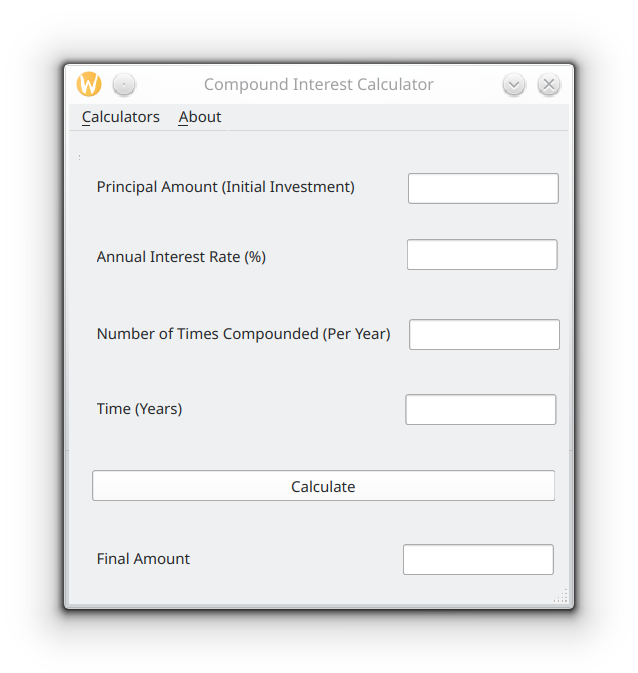 Compound Interest Calculator
Calculators About
Principal Amount (Initial Investment)
Annual Interest Rate (%)
Number of Times Compounded (Per Year)
Time (Years)
Calculate
Final Amount